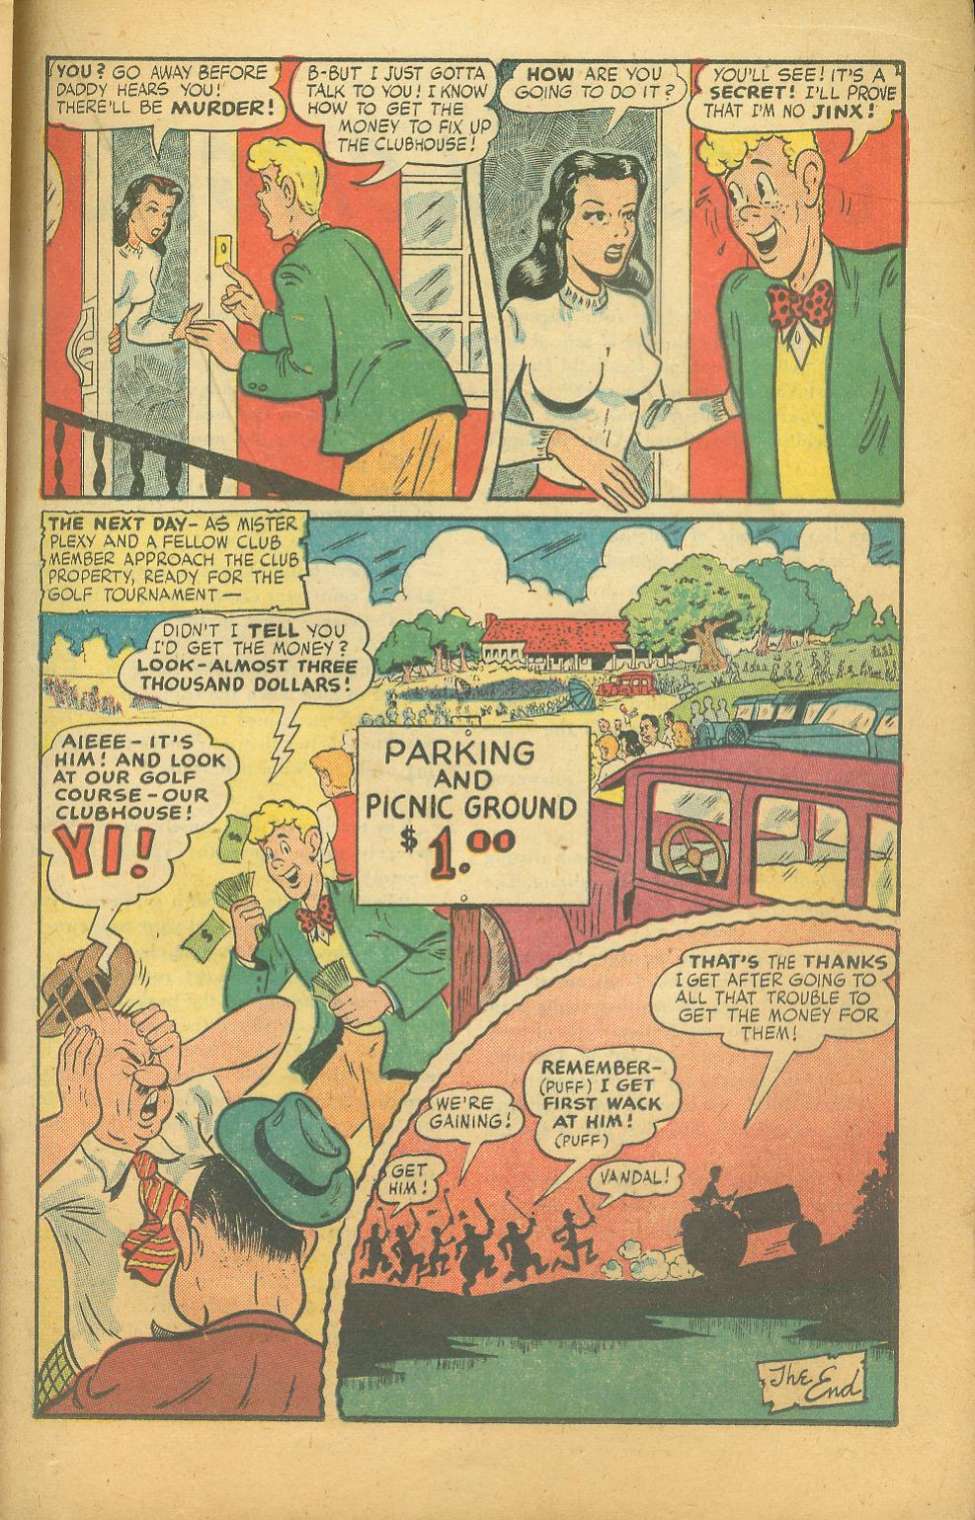 YOU? GO AWAY BEFORE
DADDY HEARS YOU!
THERE'LL BE MURDER!
B-BUT I JUST GOTTA
TALK TO YOU! I KNOW
HOW TO GET THE
MONEY TO FIX UP
THE CLUBHOUSE!
HOW ARE YOU
GOING TO DO IT?
YOU'LL SEE! IT'S A
SECRET! I'LL PROVE
THAT I'M NO JINX!
THE NEXT DAY- AS MISTER
PLEXY AND A FELLOW CLUB
MEMBER APPROACH THE CLUB
PROPERTY, READY FOR THE
GOLF TOURNAMENT-
DIDN'T I TELL YOU
I'D GET THE MONEY?
LOOK-ALMOST THREE
THOUSAND DOLLARS!
AIEEE-IT'S
HIM! AND LOOK
AT OUR GOLF
COURSE-OUR
CLUBHOUSE!
YI!
PARKING
AND
PICNIC GROUND
$1.00
$
$
THAT'S THE THANKS
I GET AFTER GOING TO
ALL THAT TROUBLE TO
GET THE MONEY FOR
THEM!
REMEMBER-
(PUFF) I GET
FIRST WACK
AT HIM!
(PUFF)
WE'RE
GAINING!
GET
HIM!
VANDAL!
The End